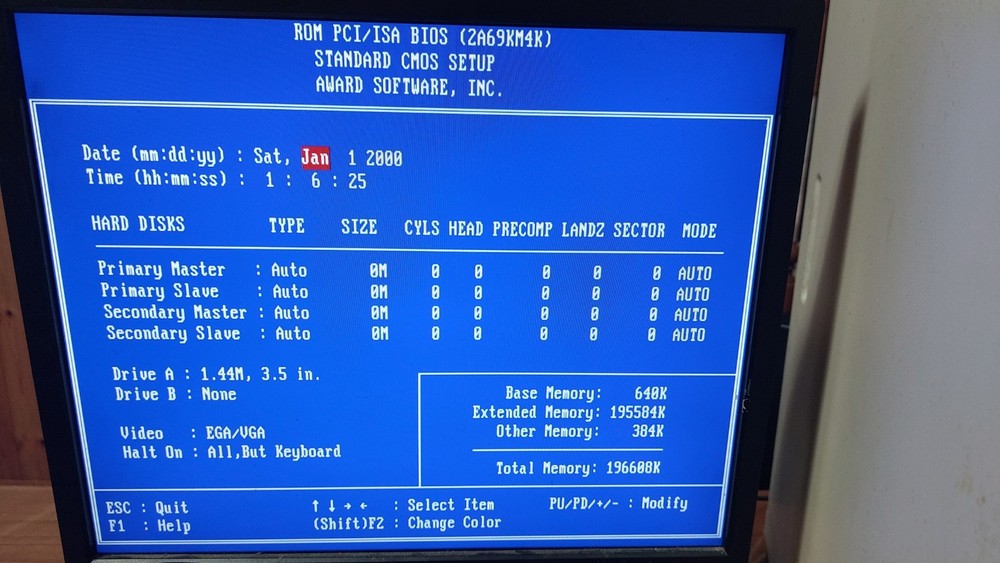 ROM PCI/ISA BIOS (2A69KM4K)
STANDARD CMOS SETUP
AWARD SOFTWARE, INC.
Date (mm:dd:yy) : Sat, Jan 1 2000
Time (hh:mm:ss) : 1 : 6 : 25
HARD DISKS TYPE SIZE CYLS HEAD PRECOMP LANDZ SECTOR MODE
Primary Master : Auto 0M 0 0 0 0 0 AUTO
Primary Slave : Auto 0M 0 0 0 0 0 AUTO
Secondary Master : Auto 0M 0 0 0 0 0 AUTO
Secondary Slave : Auto 0M 0 0 0 0 0 AUTO
Drive A : 1.44M, 3.5 in.
Drive B : None
Video : EGA/VGA
Halt On : All,But Keyboard
Base Memory: 640K
Extended Memory: 195584K
Other Memory: 384K
Total Memory: 196608K
ESC : Quit ↑ ↓ → ← : Select Item PU/PD/+/- : Modify
F1 : Help (Shift)F2 : Change Color